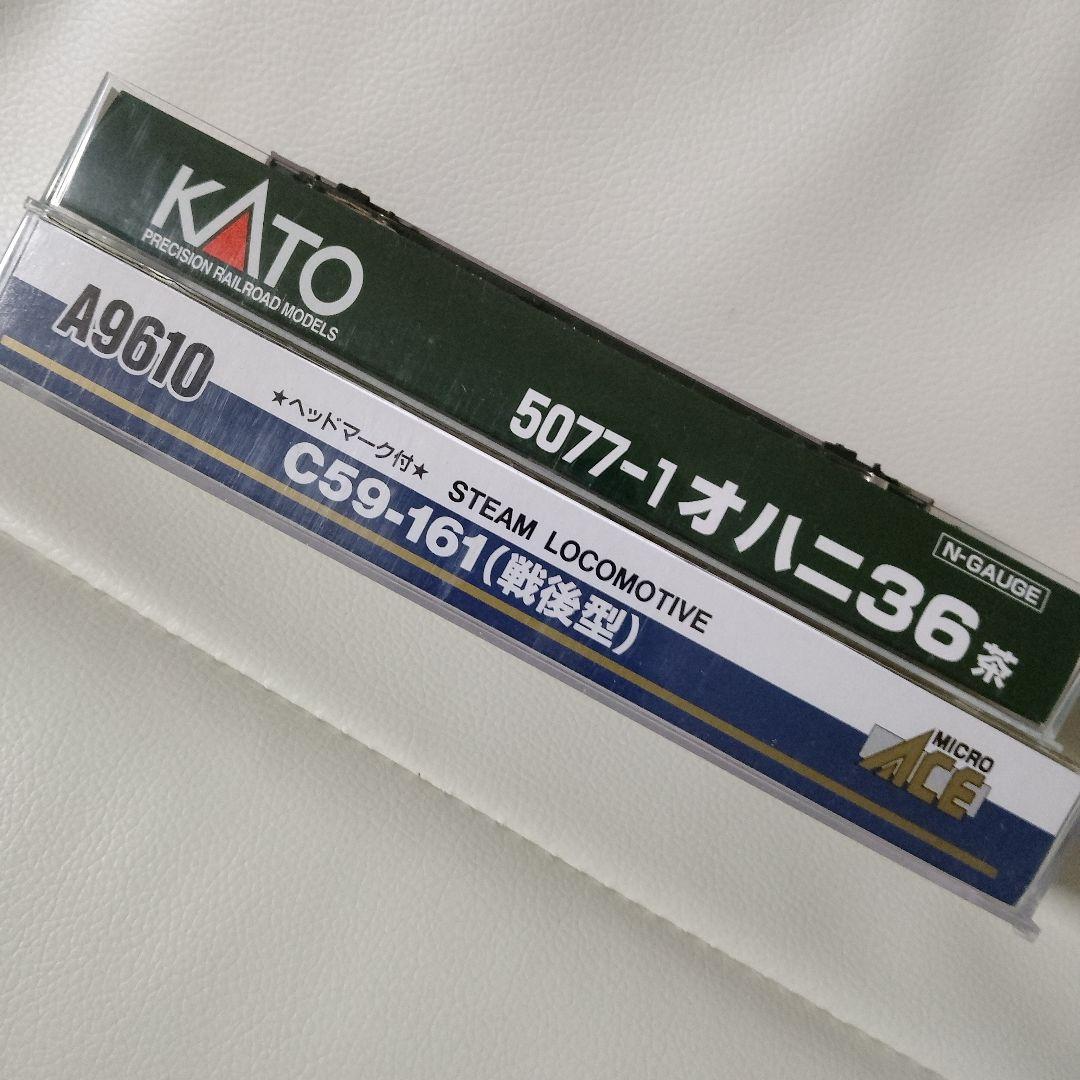 KATO
PRECISION RAILROAD MODELS
5077-1 オハニ36 茶
N-GAUGE
A9610
★ヘッドマーク付★ STEAM LOCOMOTIVE
C59-161(戦後型)
MICRO
ACE